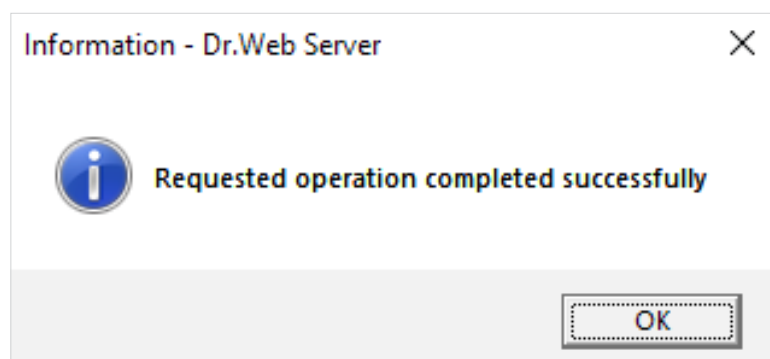 Information - Dr.Web Server
Requested operation completed successfully
OK